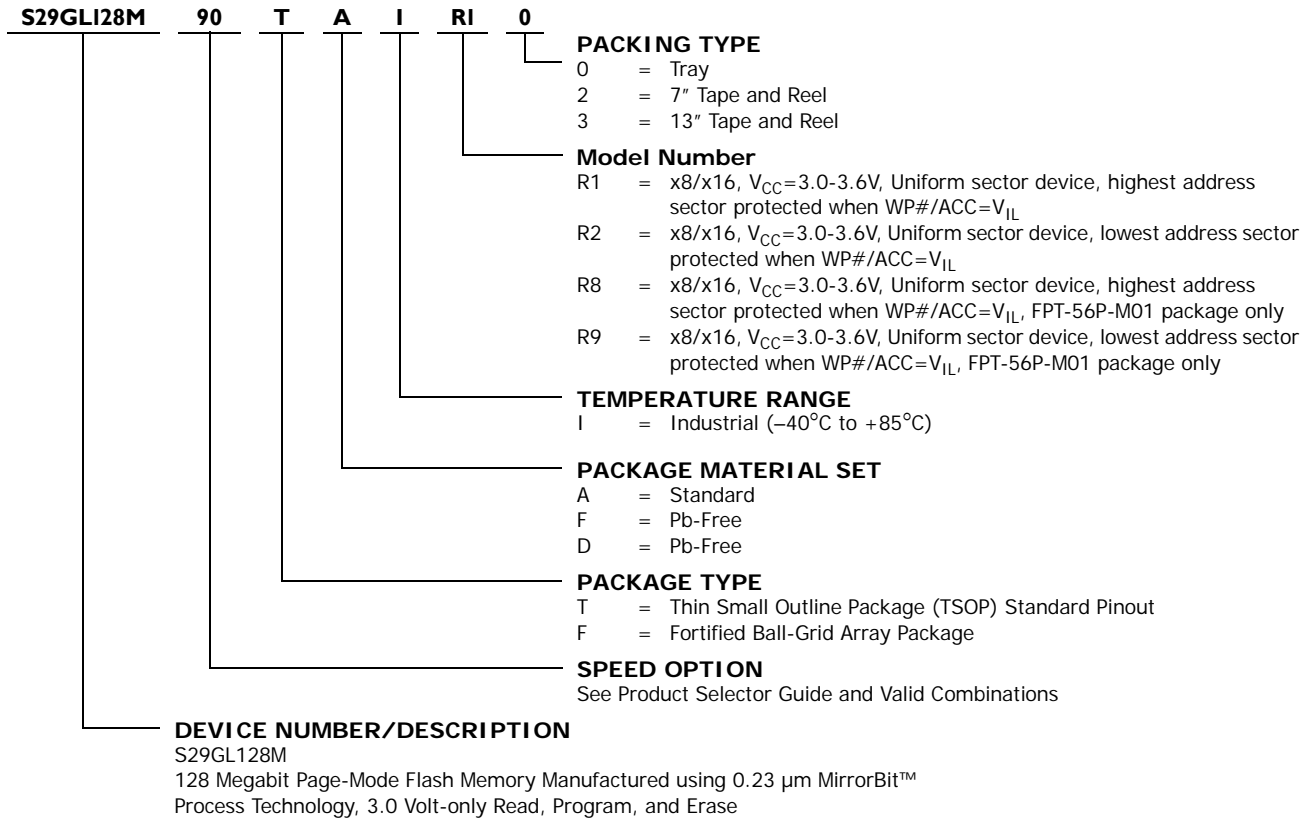 S29GL128M 90 T A I R1 0
PACKING TYPE
0 = Tray
2 = 7″ Tape and Reel
3 = 13″ Tape and Reel
Model Number
R1 = x8/x16, VCC=3.0-3.6V, Uniform sector device, highest address
sector protected when WP#/ACC=VIL
R2 = x8/x16, VCC=3.0-3.6V, Uniform sector device, lowest address sector
protected when WP#/ACC=VIL
R8 = x8/x16, VCC=3.0-3.6V, Uniform sector device, highest address
sector protected when WP#/ACC=VIL, FPT-56P-M01 package only
R9 = x8/x16, VCC=3.0-3.6V, Uniform sector device, lowest address sector
protected when WP#/ACC=VIL, FPT-56P-M01 package only
TEMPERATURE RANGE
I = Industrial (–40°C to +85°C)
PACKAGE MATERIAL SET
A = Standard
F = Pb-Free
D = Pb-Free
PACKAGE TYPE
T = Thin Small Outline Package (TSOP) Standard Pinout
F = Fortified Ball-Grid Array Package
SPEED OPTION
See Product Selector Guide and Valid Combinations
DEVICE NUMBER/DESCRIPTION
S29GL128M
128 Megabit Page-Mode Flash Memory Manufactured using 0.23 µm MirrorBit™
Process Technology, 3.0 Volt-only Read, Program, and Erase